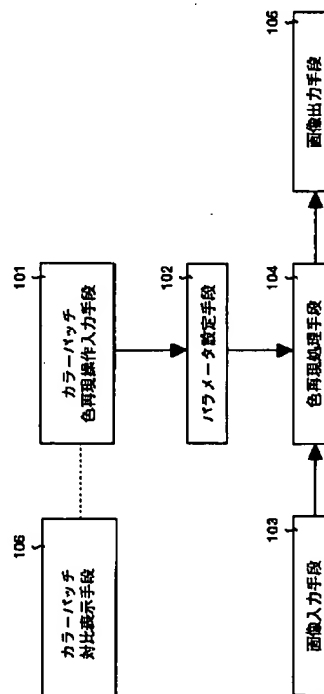 106
カラーパッチ
対比表示手段
101
カラーパッチ
色再現操作入力手段
102
パラメータ設定手段
103
画像入力手段
104
色再現処理手段
105
画像出力手段